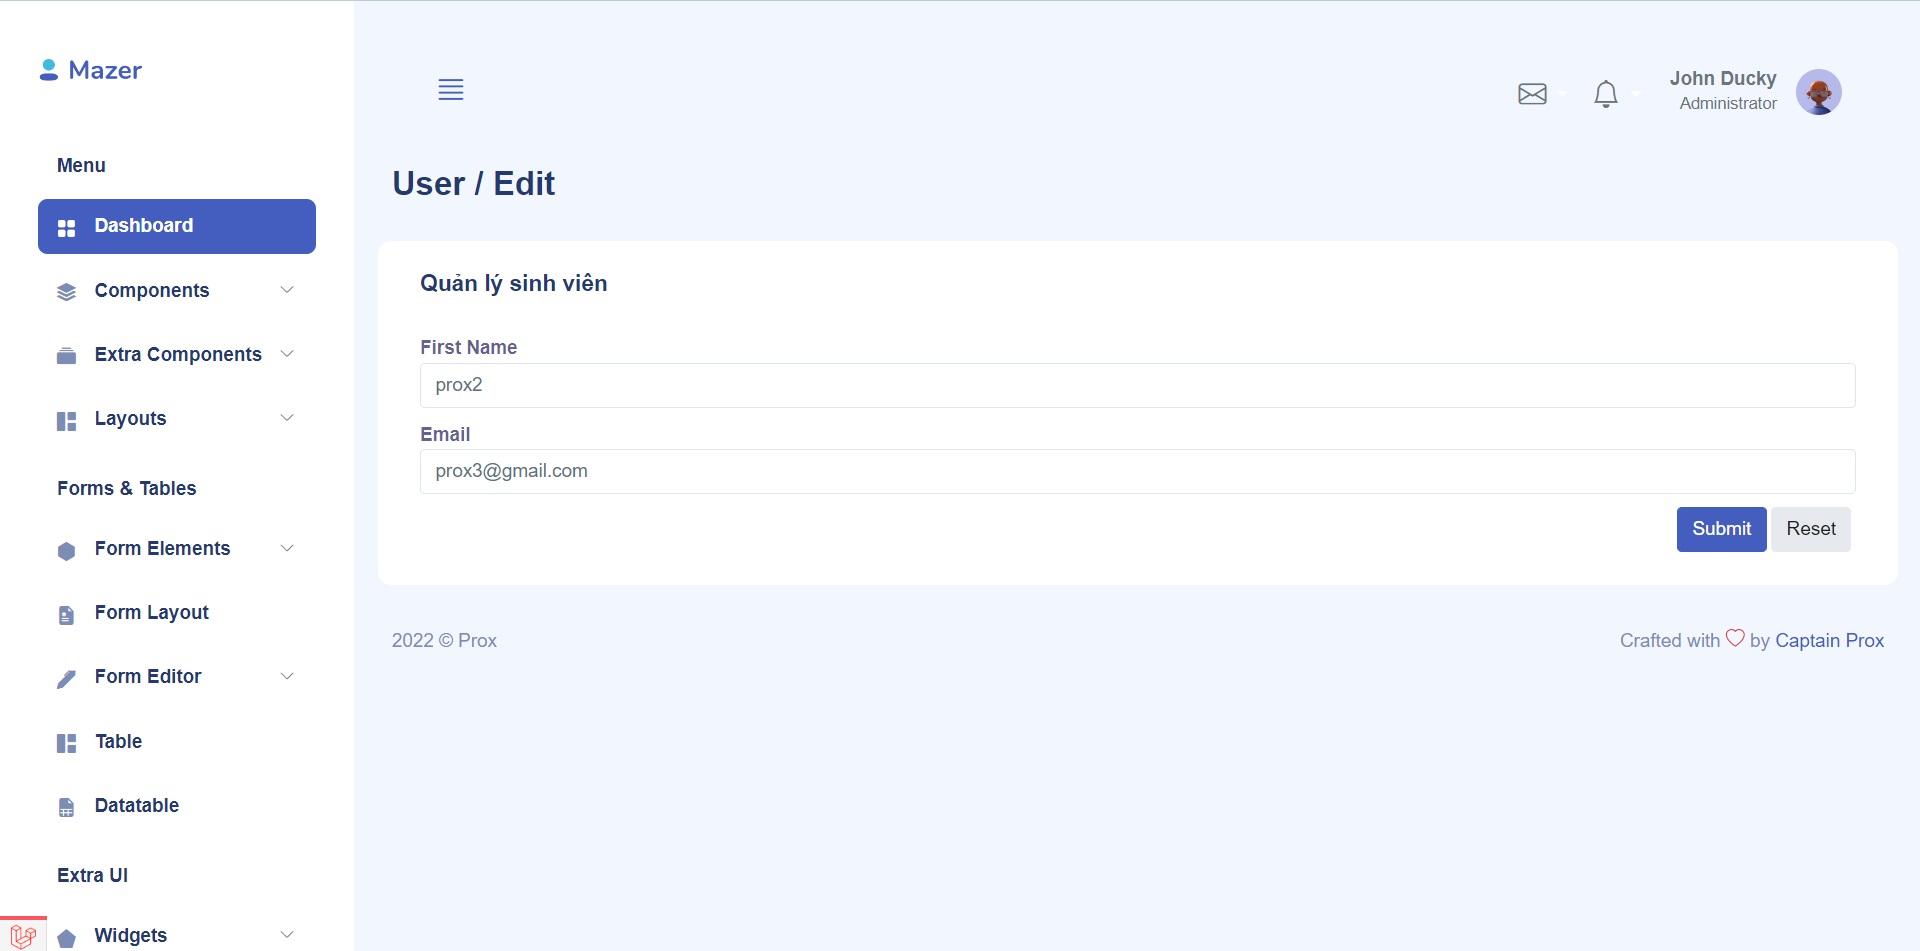 Mazer
Menu
Dashboard
Components
Extra Components
Layouts
Forms & Tables
Form Elements
Form Layout
Form Editor
Table
Datatable
Extra UI
Widgets
John Ducky
Administrator
User / Edit
Quản lý sinh viên
First Name
prox2
Email
prox3@gmail.com
Submit Reset
2022 © Prox
Crafted with ♡ by Captain Prox